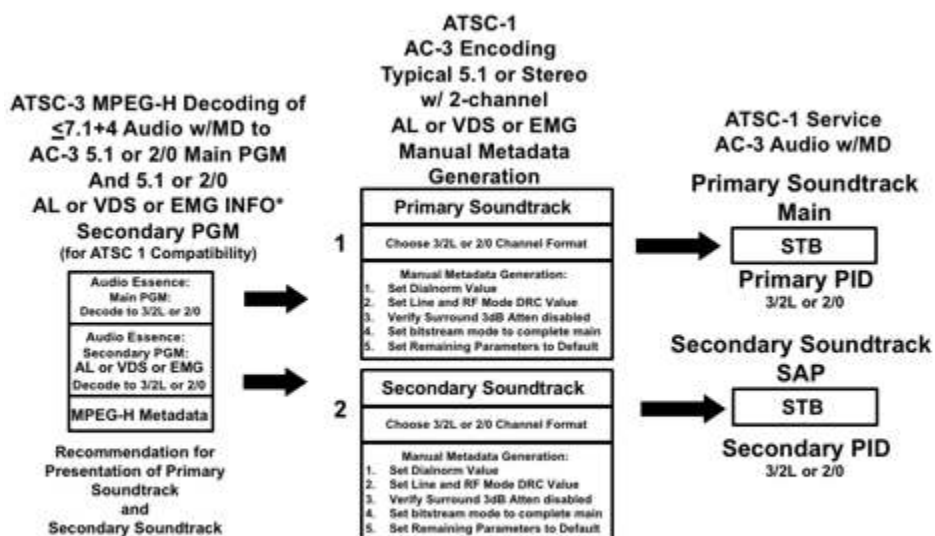 ATSC-3 MPEG-H Decoding of
≤7.1+4 Audio w/MD to
AC-3 5.1 or 2/0 Main PGM
And 5.1 or 2/0
AL or VDS or EMG INFO*
Secondary PGM
(for ATSC 1 Compatibility)
Audio Essence:
Main PGM:
Decode to 3/2L or 2/0
Audio Essence:
Secondary PGM:
AL or VDS or EMG
Decode to 3/2L or 2/0
MPEG-H Metadata
Recommendation for
Presentation of Primary
Soundtrack
and
Secondary Soundtrack
ATSC-1
AC-3 Encoding
Typical 5.1 or Stereo
w/ 2-channel
AL or VDS or EMG
Manual Metadata
Generation
1
Primary Soundtrack
Choose 3/2L or 2/0 Channel Format
Manual Metadata Generation:
1. Set Dialnorm Value
2. Set Line and RF Mode DRC Value
3. Verify Surround 3dB Atten disabled
4. Set bitstream mode to complete main
5. Set Remaining Parameters to Default
2
Secondary Soundtrack
Choose 3/2L or 2/0 Channel Format
Manual Metadata Generation:
1. Set Dialnorm Value
2. Set Line and RF Mode DRC Value
3. Verify Surround 3dB Atten disabled
4. Set bitstream mode to complete main
5. Set Remaining Parameters to Default
ATSC-1 Service
AC-3 Audio w/MD
Primary Soundtrack
Main
STB
Primary PID
3/2L or 2/0
Secondary Soundtrack
SAP
STB
Secondary PID
3/2L or 2/0